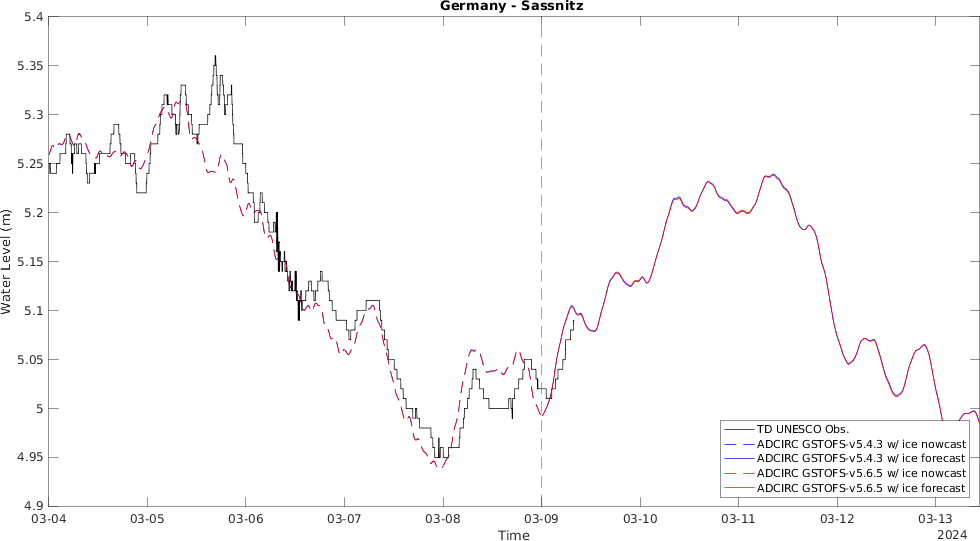 Germany - Sassnitz
5.4
5.35
5.3
5.25
5.2
5.15
5.1
5.05
5
4.95
4.9
Water Level (m)
TD UNESCO Obs.
ADCIRC GSTOFS-v5.4.3 w/ ice nowcast
ADCIRC GSTOFS-v5.4.3 w/ ice forecast
ADCIRC GSTOFS-v5.6.5 w/ ice nowcast
ADCIRC GSTOFS-v5.6.5 w/ ice forecast
03-04 03-05 03-06 03-07 03-08 03-09 03-10 03-11 03-12 03-13
Time
2024